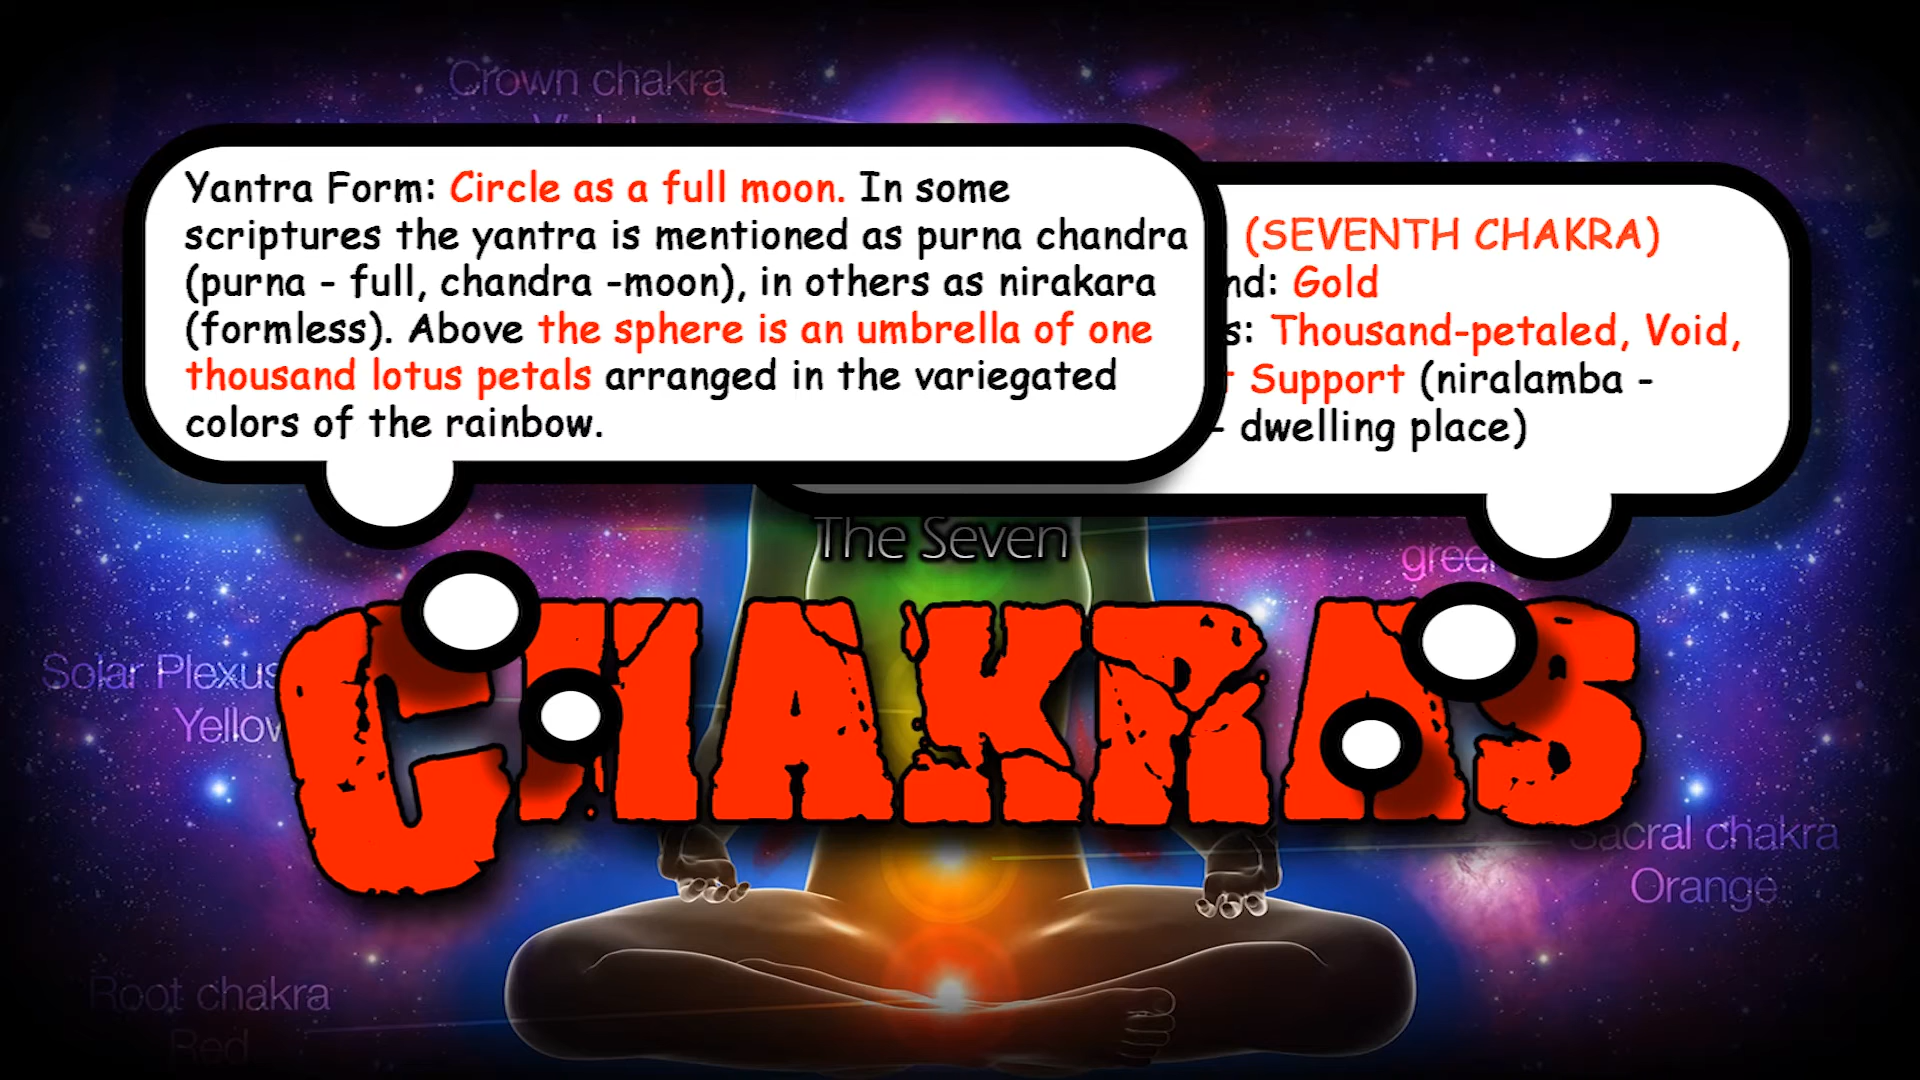 Crown chakra
Yantra Form: Circle as a full moon. In some
scriptures the yantra is mentioned as purna chandra
(purna - full, chandra -moon), in others as nirakara
(formless). Above the sphere is an umbrella of one
thousand lotus petals arranged in the variegated
colors of the rainbow.
(SEVENTH CHAKRA)
nd: Gold
s: Thousand-petaled, Void,
Support (niralamba -
- dwelling place)
The Seven
CHAKRAS
green
Solar Plexus
Yellow
Sacral chakra
Orange
Root chakra
Red